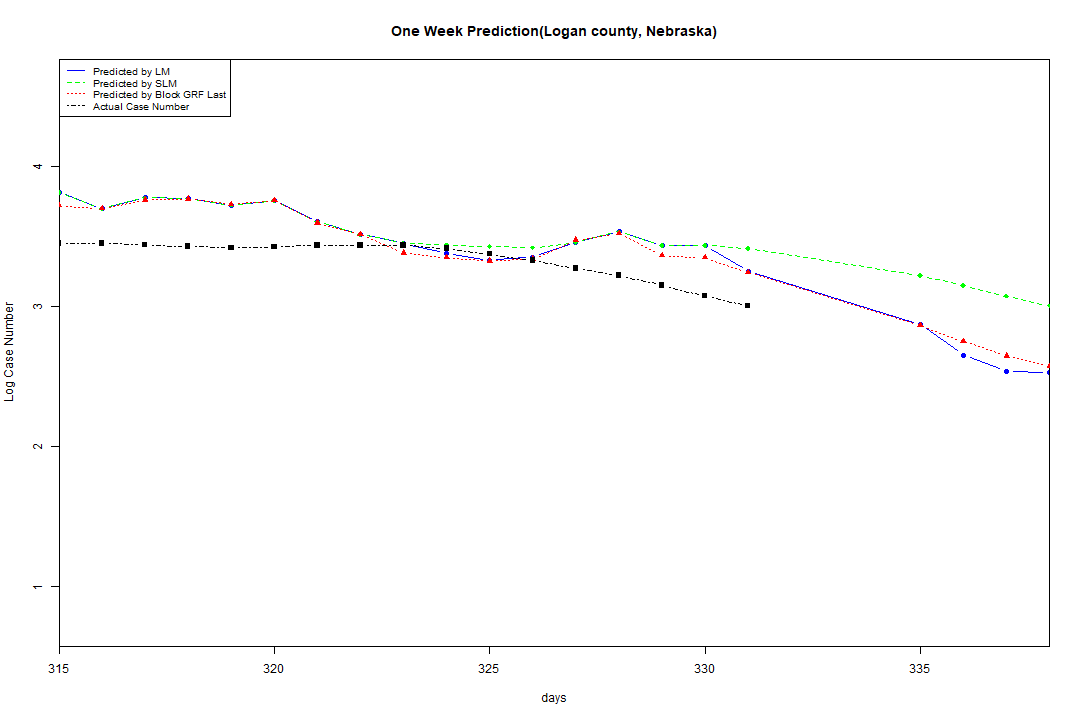 One Week Prediction(Logan county, Nebraska)
Predicted by LM
Predicted by SLM
Predicted by Block GRF Last
Actual Case Number
4
3
2
1
Log Case Number
315 320 325 330 335
days